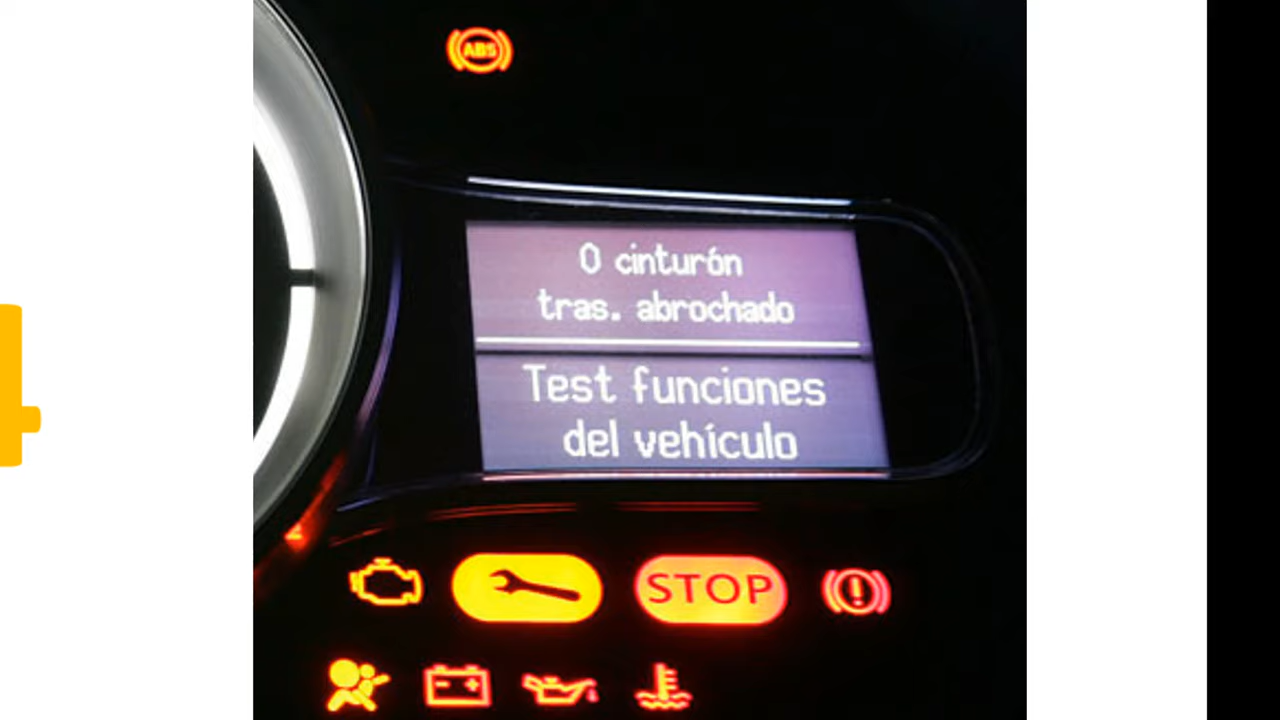 ABS
0 cinturón
tras. abrochado
Test funciones
del vehículo
STOP